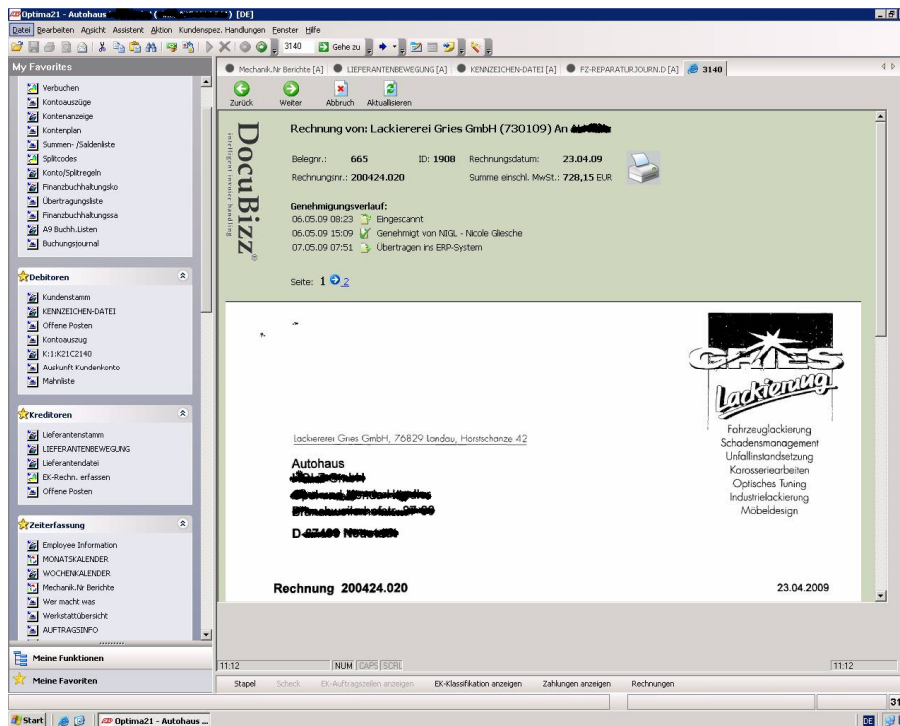 Optima21 - Autohaus ( ) [DE]
Datei Bearbeiten Ansicht Assistent Aktion Kundenspez. Handlungen Fenster Hilfe
3140 Gehe zu
My Favorites
Mechanik.Nr Berichte [A] LIEFERANTENBEWEGUNG [A] KENNZEICHEN-DATEI [A] FZ-REPARATURJOURN.D [A] 3140
Zurück Weiter Abbruch Aktuallisieren
Verbuchen
Kontoauszüge
Kontenanzeige
Kontenplan
Summen- /Saldenliste
Splitcodes
Konto/Splitregeln
Finanzbuchhaltungsko
Übertragungsliste
Finanzbuchhaltungssa
A9 Buchh.Listen
Buchungsjournal
Debitoren
Kundenstamm
KENNZEICHEN-DATEI
Offene Posten
Kontoauszug
K:1:K21C2140
Auskunft Kundenkonto
Mahnliste
Kreditoren
Lieferantenstamm
LIEFERANTENBEWEGUNG
Lieferantendatei
EK-Rechn. erfassen
Offene Posten
Zeiterfassung
Employee Information
MONATSKALENDER
WOCHENKALENDER
Mechanik.Nr Berichte
Wer macht was
Werkstattübersicht
AUFTRAGSINFO
Meine Funktionen
Meine Favoriten
DocuBizz®
intelligent invoice handling
Rechnung von: Lackiererei Gries GmbH (730109) An
Belegnr.: 665 ID: 1908 Rechnungsdatum: 23.04.09
Rechnungsnr.: 200424.020 Summe einschl. MwSt.: 728,15 EUR
Genehmigungsverlauf:
06.05.09 08:23 Eingescannt
06.05.09 15:09 Genehmigt von NIGL - Nicole Gliesche
07.05.09 07:51 Übertragen ins ERP-System
Seite: 1 2
GRIES
Lackierung
Fahrzeuglackierung
Schadensmanagement
Unfallinstandsetzung
Karosseriearbeiten
Optisches Tuning
Industrielackierung
Möbeldesign
Lackiererei Gries GmbH, 76829 Landau, Horstschanze 42
Autohaus
D-
Rechnung 200424.020 23.04.2009
11:12 NUM CAPS SCRL 11:12
Stapel Scheck EK-Auftragszeilen anzeigen EK-Klassifikation anzeigen Zahlungen anzeigen Rechnungen
31
Start Optima21 - Autohaus ... DE